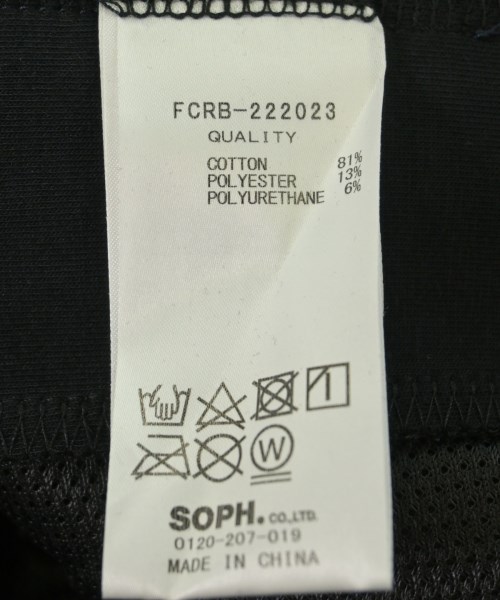 FCRB-222023
QUALITY
COTTON 81%
POLYESTER 13%
POLYURETHANE 6%
W
SOPH. CO.,LTD.
0120-207-019
MADE IN CHINA